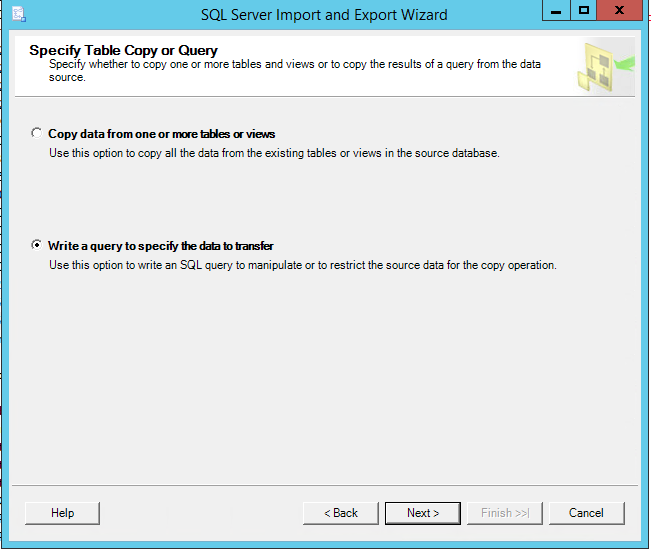 SQL Server Import and Export Wizard
Specify Table Copy or Query
Specify whether to copy one or more tables and views or to copy the results of a query from the data
source.
Copy data from one or more tables or views
Use this option to copy all the data from the existing tables or views in the source database.
Write a query to specify the data to transfer
Use this option to write an SQL query to manipulate or to restrict the source data for the copy operation.
Help
< Back
Next >
Finish >>|
Cancel